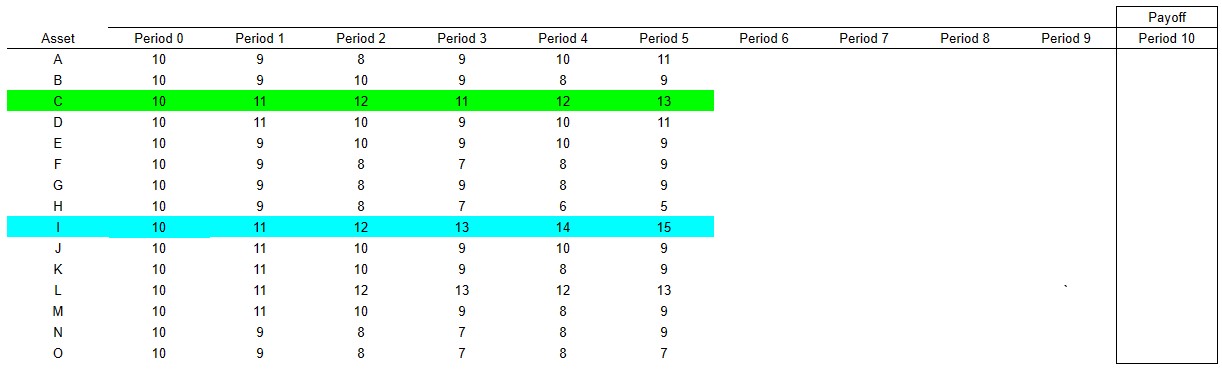 Payoff
Asset Period 0 Period 1 Period 2 Period 3 Period 4 Period 5 Period 6 Period 7 Period 8 Period 9 Period 10
A 10 9 8 9 10 11
B 10 9 10 9 8 9
C 10 11 12 11 12 13
D 10 11 10 9 10 11
E 10 9 10 9 10 9
F 10 9 8 7 8 9
G 10 9 8 9 8 9
H 10 9 8 7 6 5
I 10 11 12 13 14 15
J 10 11 10 9 10 9
K 10 11 10 9 8 9
L 10 11 12 13 12 13 `
M 10 11 10 9 8 9
N 10 9 8 7 8 9
O 10 9 8 7 8 7